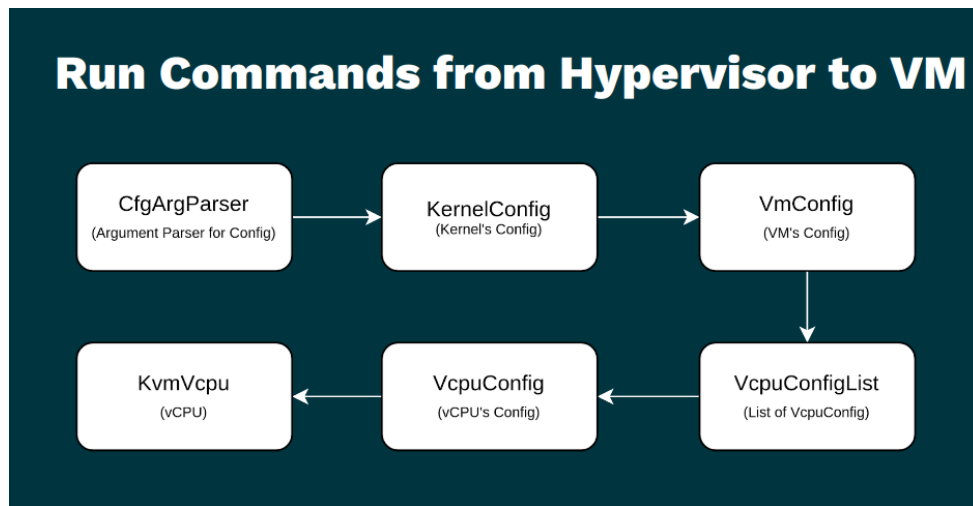 Run Commands from Hypervisor to VM
CfgArgParser
(Argument Parser for Config)
KernelConfig
(Kernel's Config)
VmConfig
(VM's Config)
KvmVcpu
(vCPU)
VcpuConfig
(vCPU's Config)
VcpuConfigList
(List of VcpuConfig)